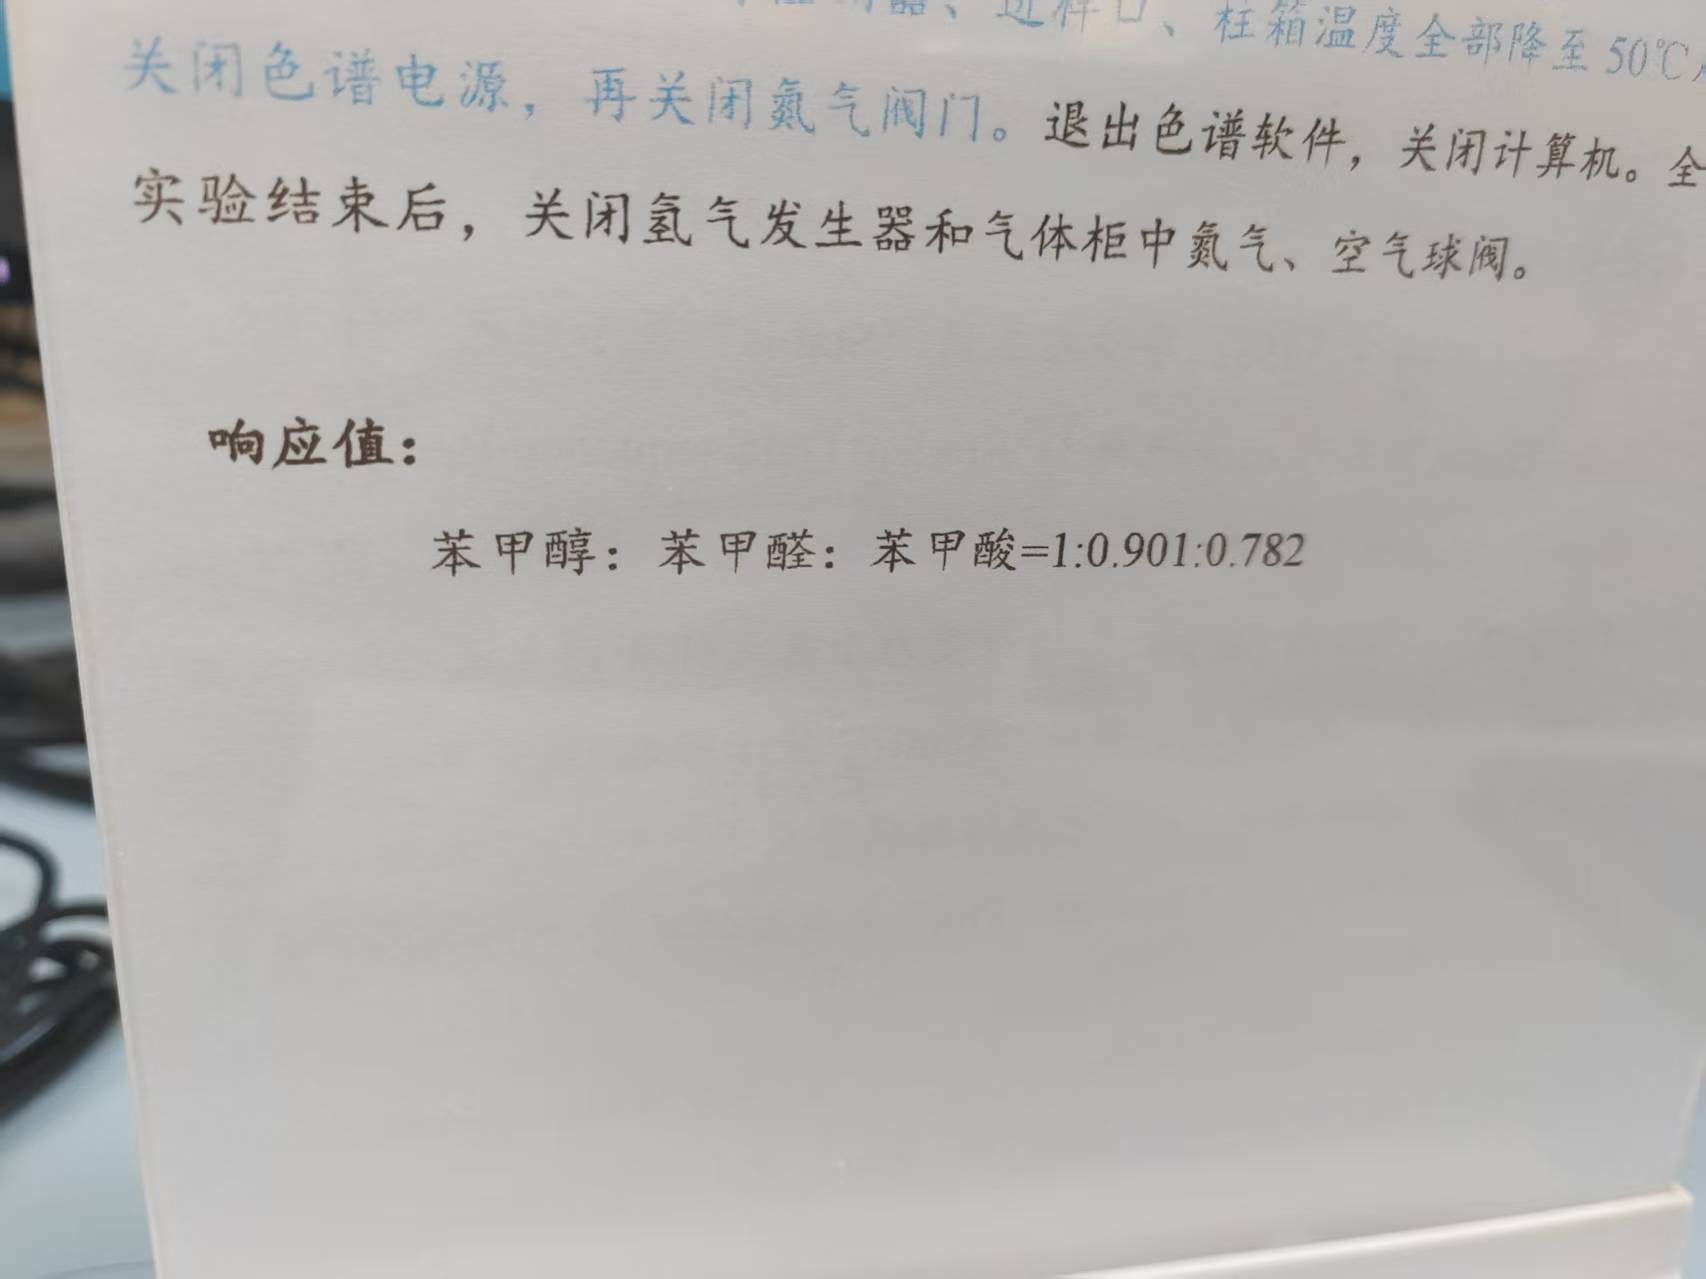 器、进样口、柱箱温度全部降至50℃,
关闭色谱电源，再关闭氮气阀门。退出色谱软件，关闭计算机。全
实验结束后，关闭氢气发生器和气体柜中氮气、空气球阀。
响应值：
苯甲醇：苯甲醛：苯甲酸=1:0.901:0.782